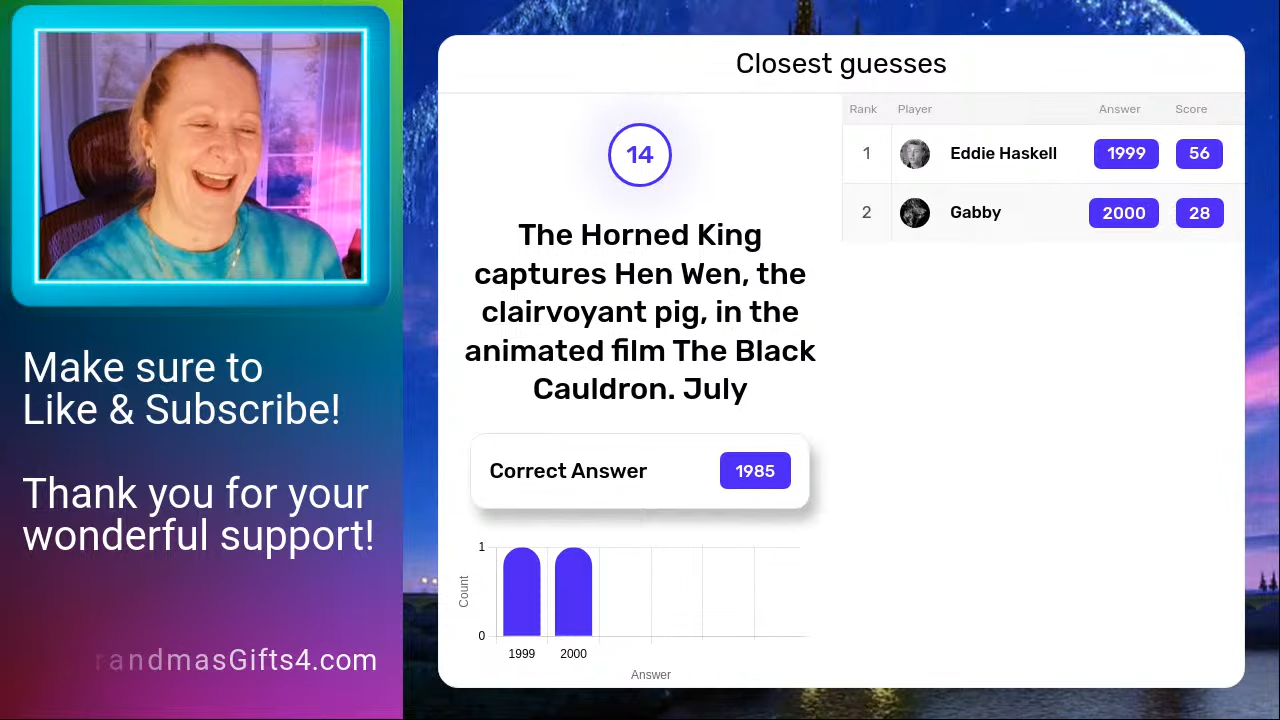 Closest guesses
14
The Horned King
captures Hen Wen, the
clairvoyant pig, in the
animated film The Black
Cauldron. July
Correct Answer 1985
1
0
Count
1999 2000
Answer
Rank Player Answer Score
1 Eddie Haskell 1999 56
2 Gabby 2000 28
Make sure to
Like & Subscribe!
Thank you for your
wonderful support!
randmasGifts4.com